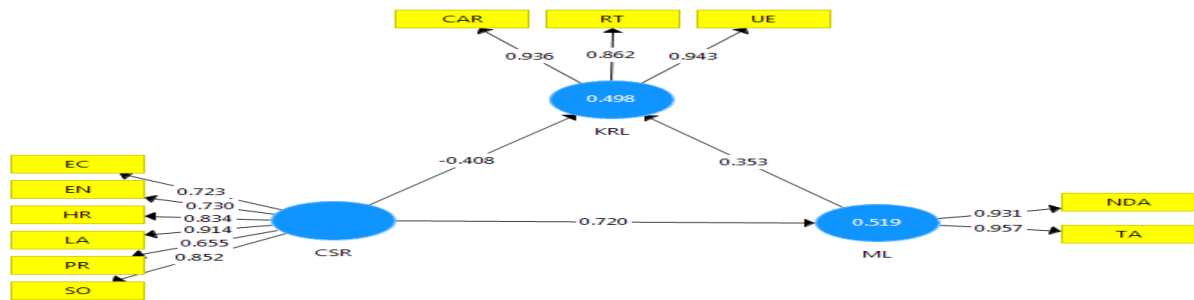 CAR
RT
UE
0.936
0.862
0.943
0.498
KRL
-0.408
0.353
EC
EN
HR
LA
PR
SO
0.723
0.730
0.834
0.914
0.655
0.852
CSR
0.720
0.519
ML
0.931
0.957
NDA
TA